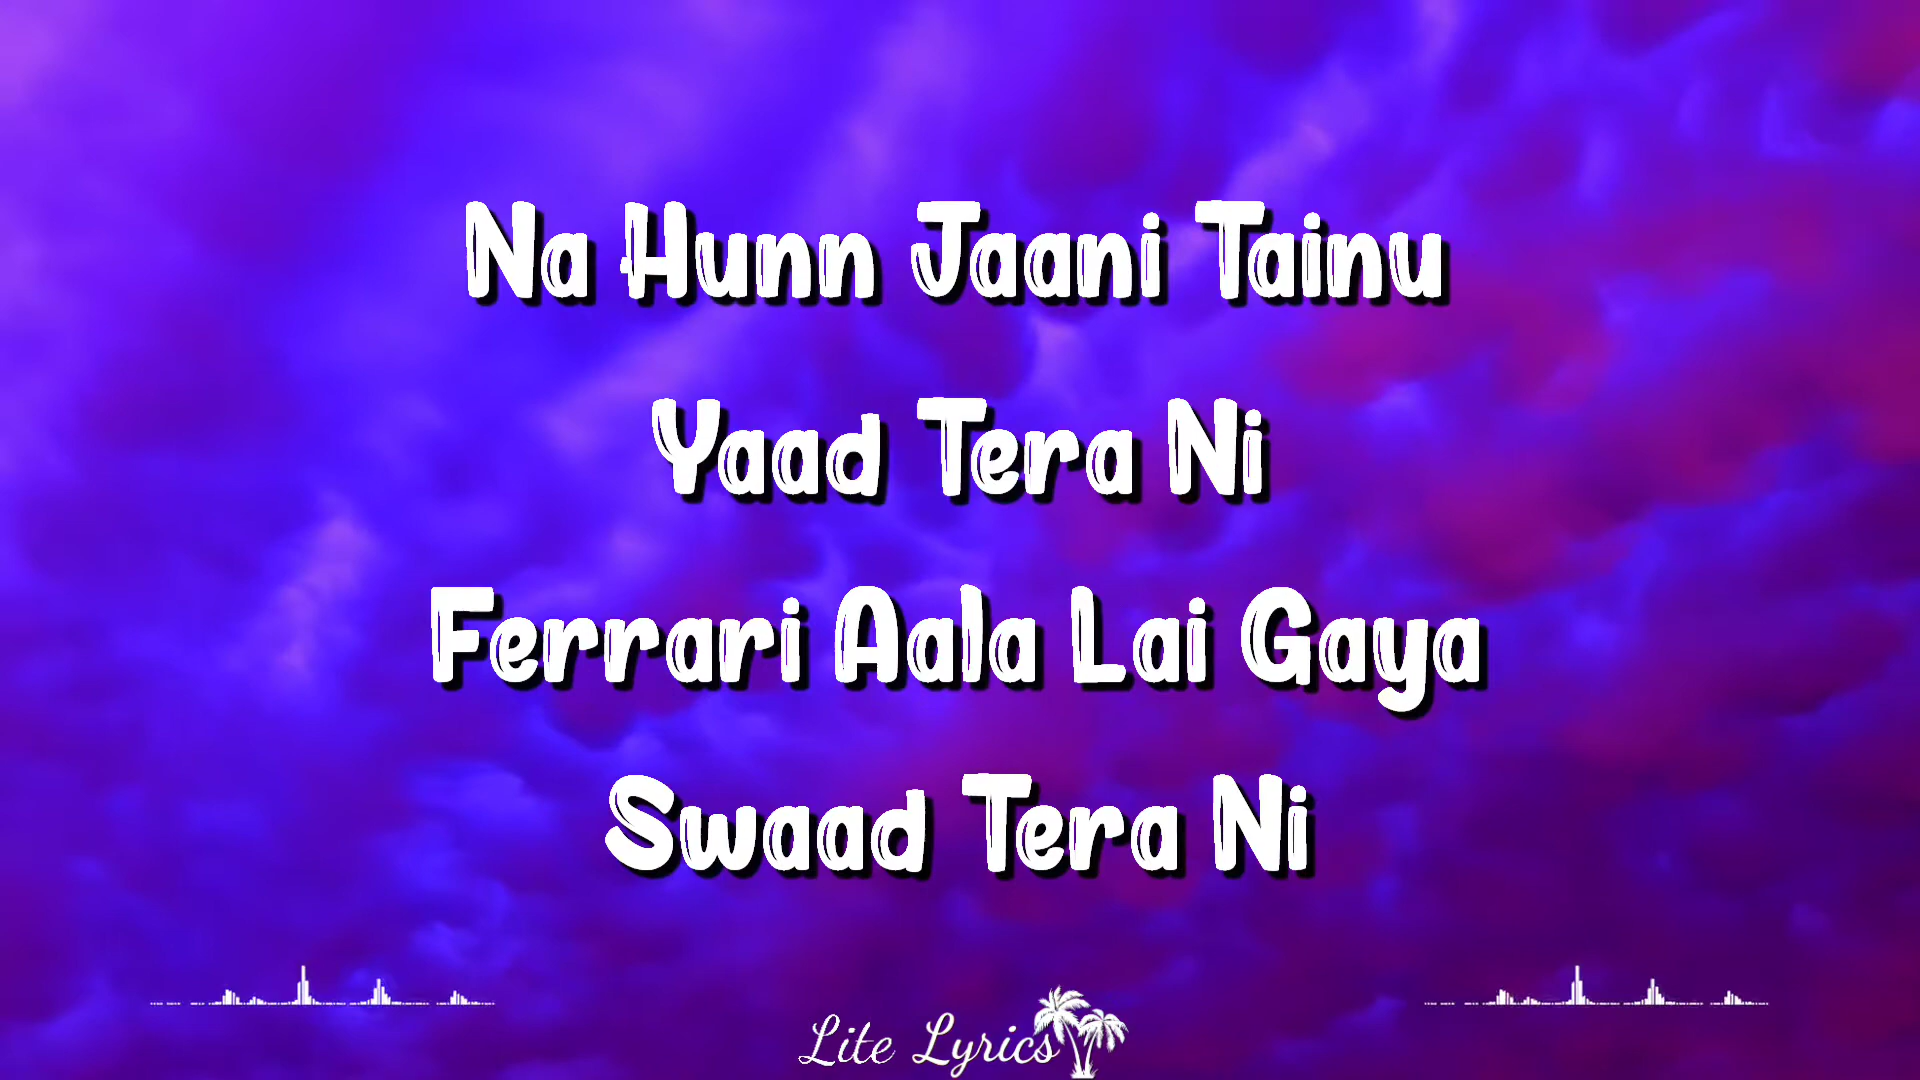 Na Hunn Jaani Tainu
Yaad Tera Ni
Ferrari Aala Lai Gaya
Swaad Tera Ni
Lite Lyrics